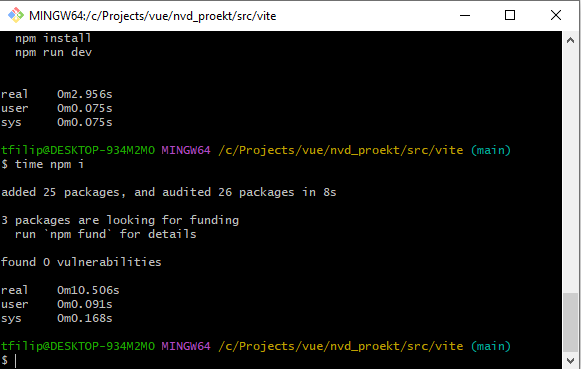 MINGW64:/c/Projects/vue/nvd_proekt/src/vite
npm install
npm run dev
real 0m2.956s
user 0m0.075s
sys 0m0.075s
tfilip@DESKTOP-934M2MO MINGW64 /c/Projects/vue/nvd_proekt/src/vite (main)
$ time npm i
added 25 packages, and audited 26 packages in 8s
3 packages are looking for funding
run `npm fund` for details
found 0 vulnerabilities
real 0m10.506s
user 0m0.091s
sys 0m0.168s
tfilip@DESKTOP-934M2MO MINGW64 /c/Projects/vue/nvd_proekt/src/vite (main)
$